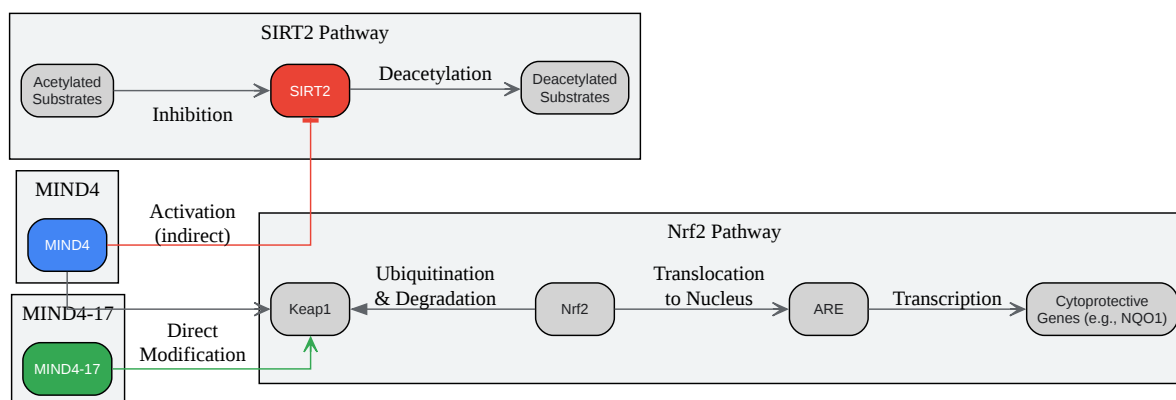 SIRT2 Pathway
Acetylated
Substrates
Inhibition
SIRT2
Deacetylation
Deacetylated
Substrates
MIND4
MIND4
Activation
(indirect)
MIND4-17
MIND4-17
Direct
Modification
Nrf2 Pathway
Keap1
Ubiquitination
& Degradation
Nrf2
Translocation
to Nucleus
ARE
Transcription
Cytoprotective
Genes (e.g., NQO1)